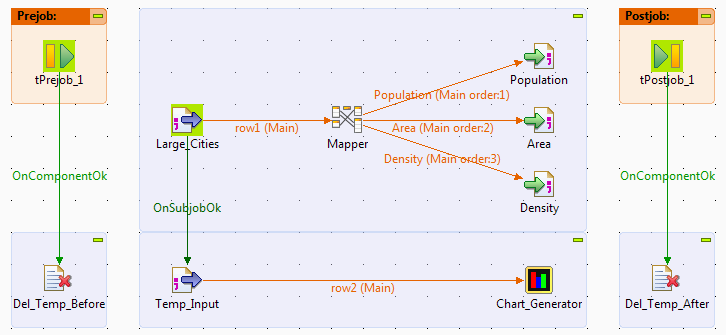 Prejob:
tPrejob_1
OnComponentOk
Del_Temp_Before
Large_Cities
row1 (Main)
Mapper
Population (Main order:1)
Area (Main order:2)
Density (Main order:3)
Population
Area
Density
OnSubjobOk
Temp_Input
row2 (Main)
Chart_Generator
Postjob:
tPostjob_1
OnComponentOk
Del_Temp_After